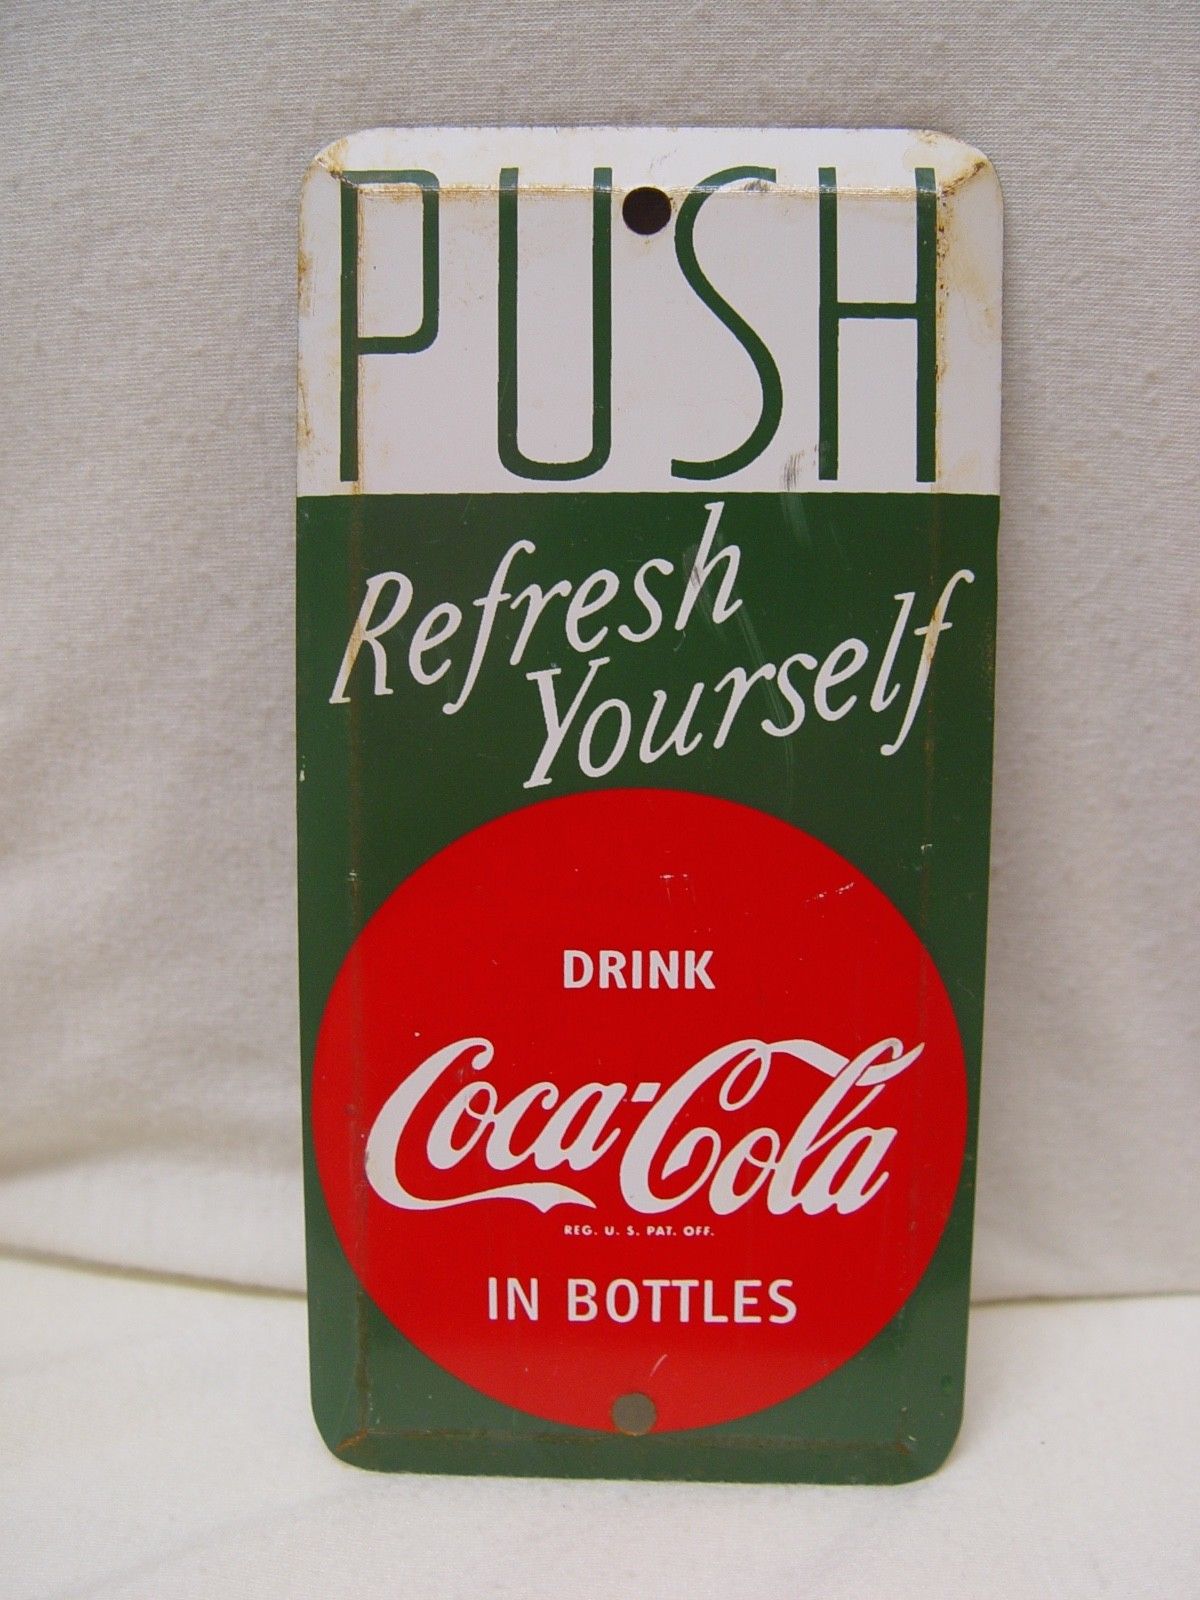 PUSH
Refresh
Yourself
DRINK
Coca-Cola
REG. U. S. PAT. OFF.
IN BOTTLES